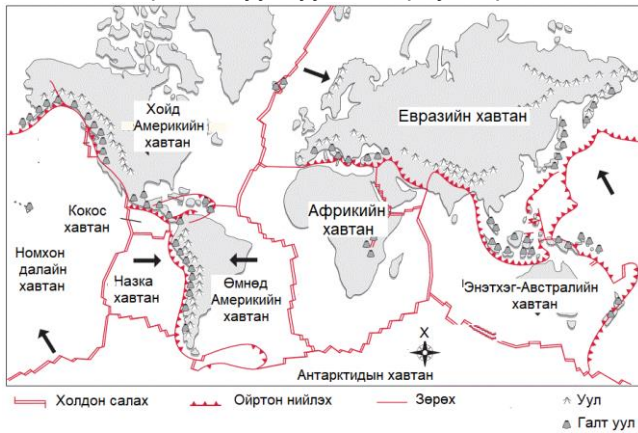 Хойд
Америкийн
хавтан
Евразийн хавтан
Кокос
хавтан
Африкийн
хавтан
Номхон
далайн
хавтан
Назка
хавтан
Өмнөд
Америкийн
хавтан
Энэтхэг-Австралийн
хавтан
Х
Антарктидын хавтан
Холдон салах
Ойртон нийлэх
Зөрөх
Уул
Галт уул